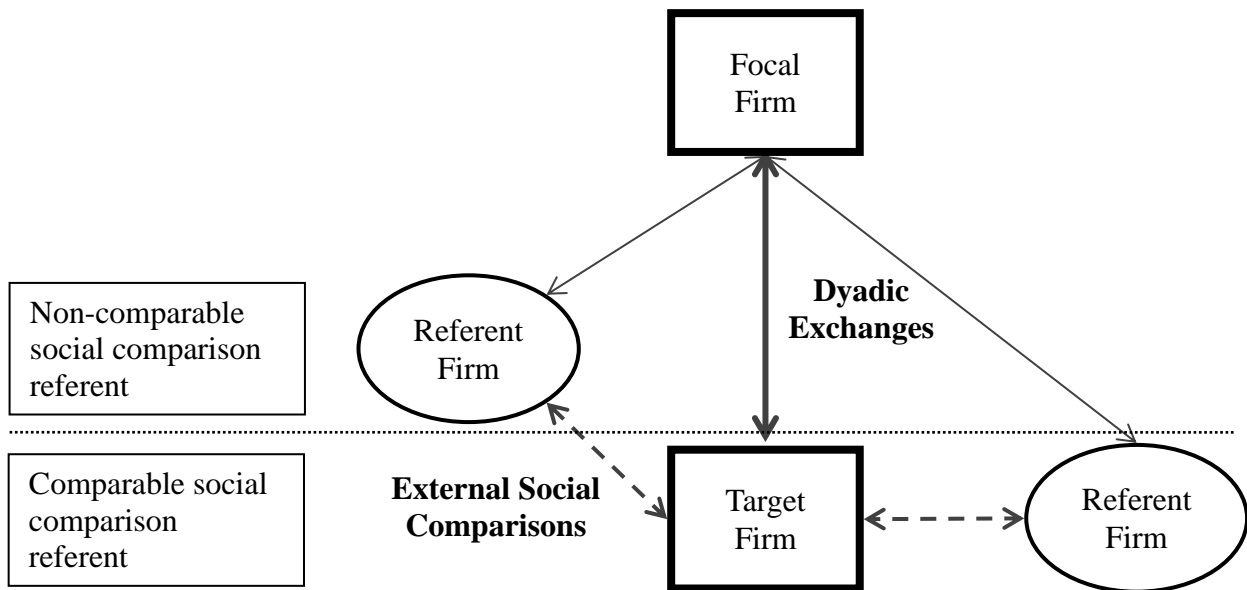 Focal
Firm
Dyadic
Exchanges
Non-comparable
social comparison
referent
Referent
Firm
Comparable social
comparison
referent
External Social
Comparisons
Target
Firm
Referent
Firm